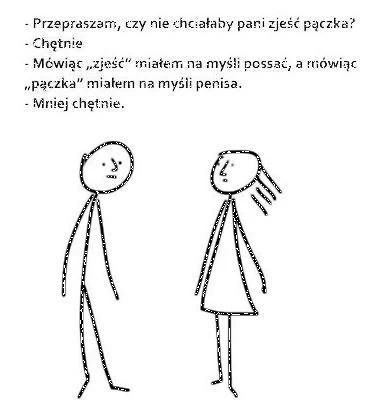 - Przepraszam, czy nie chciałaby pani zjeść pączka?
- Chętnie
- Mówiąc „zjeść" miałem na myśli possać, a mówiąc
„pączka" miałem na myśli penisa.
- Mniej chętnie.